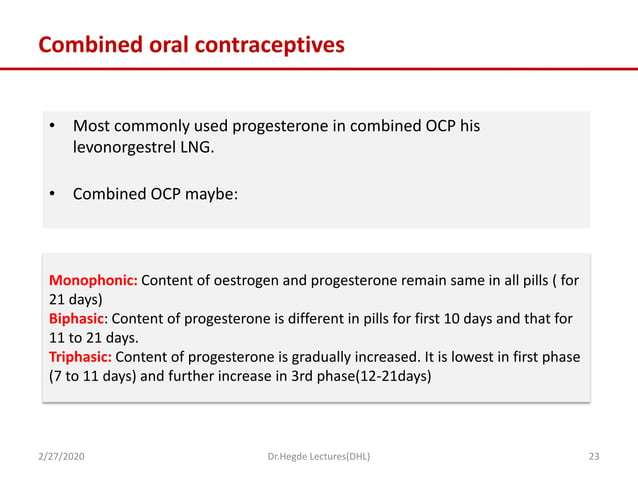 Combined oral contraceptives
• Most commonly used progesterone in combined OCP his
levonorgestrel LNG.
• Combined OCP maybe:
Monophonic: Content of oestrogen and progesterone remain same in all pills ( for
21 days)
Biphasic: Content of progesterone is different in pills for first 10 days and that for
11 to 21 days.
Triphasic: Content of progesterone is gradually increased. It is lowest in first phase
(7 to 11 days) and further increase in 3rd phase(12-21days)
2/27/2020 Dr.Hegde Lectures(DHL) 23